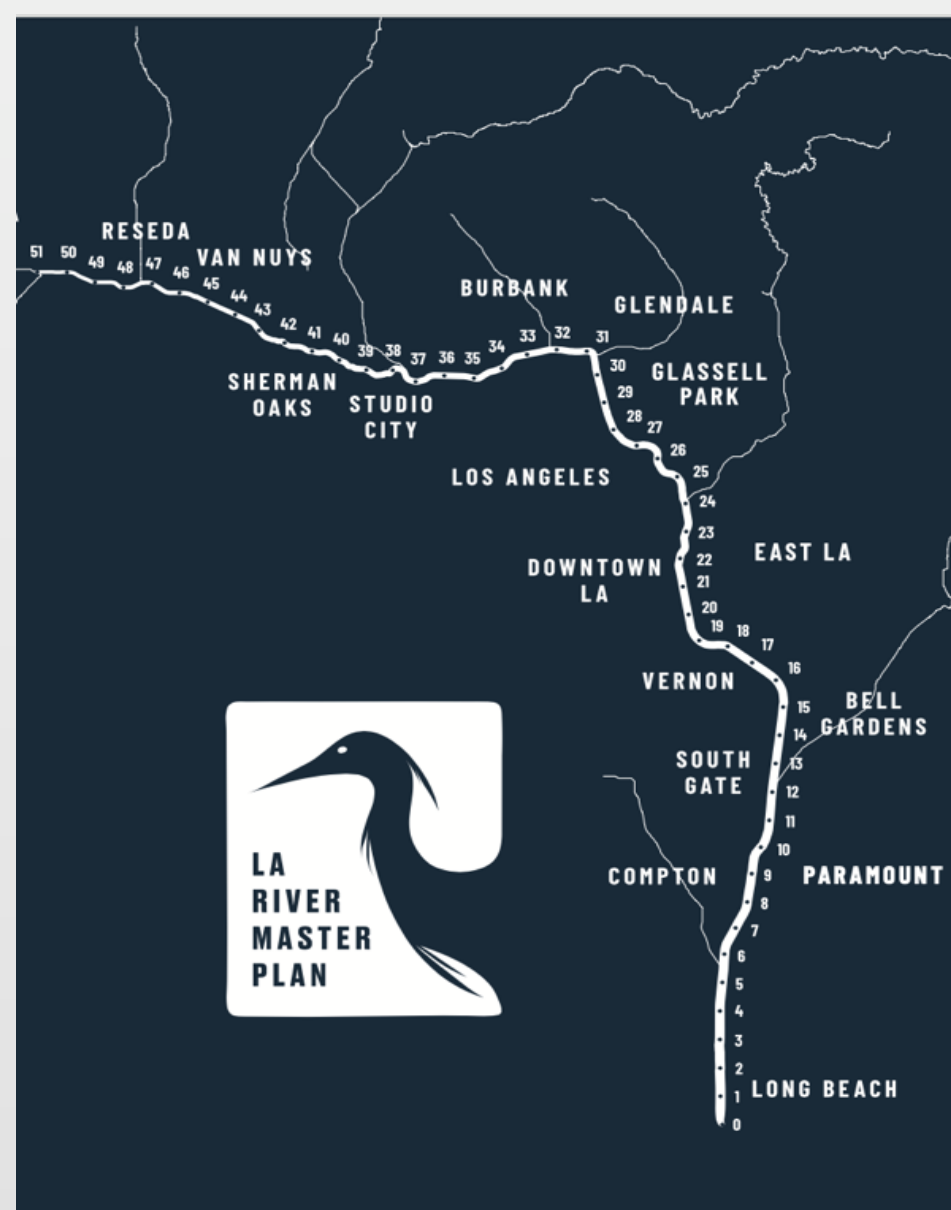 RESEDA
VAN NUYS
51
50
49
48
47
46
45
44
43
42
41
40
39
38
37
36
35
34
33
32
31
BURBANK
GLENDALE
SHERMAN
OAKS
STUDIO
CITY
30
GLASSELL
PARK
29
28
27
26
25
LOS ANGELES
24
23
EAST LA
22
DOWNTOWN
LA
21
20
19
18
17
16
VERNON
15
BELL
GARDENS
14
13
SOUTH
GATE
12
11
10
9
COMPTON
PARAMOUNT
8
7
6
5
4
3
2
1
LONG BEACH
0
LA
RIVER
MASTER
PLAN